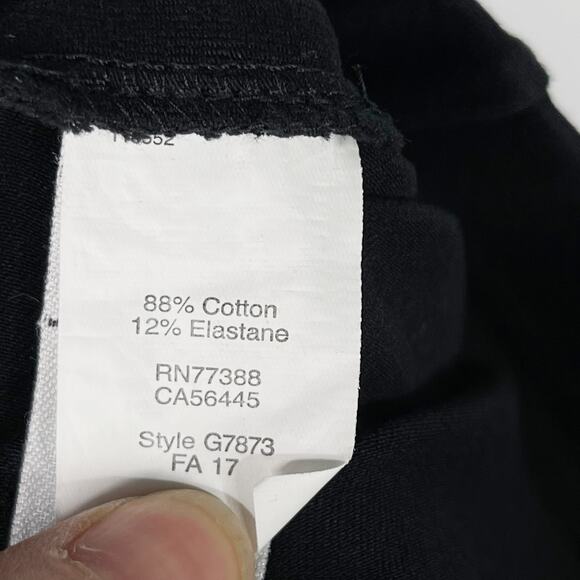 88% Cotton
12% Elastane
RN77388
CA56445
Style G7873
FA 17